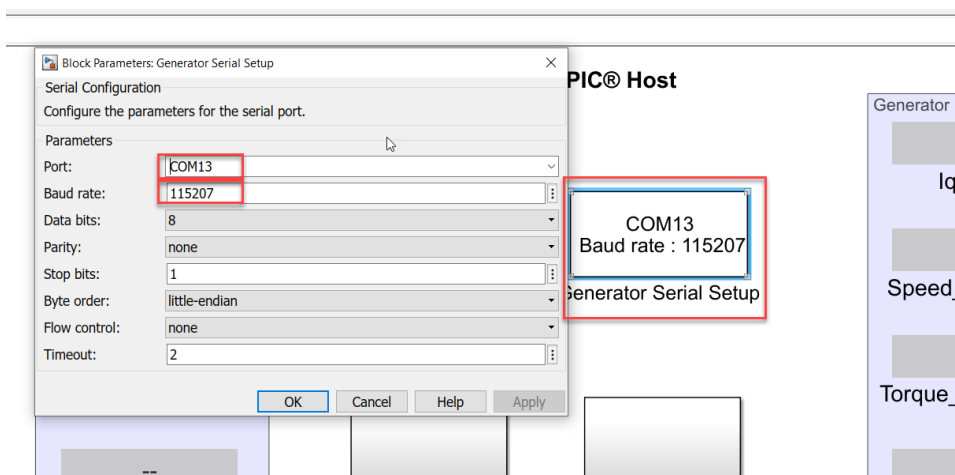 Block Parameters: Generator Serial Setup
Serial Configuration
Configure the parameters for the serial port.
Parameters
Port: COM13
Baud rate: 115207
Data bits: 8
Parity: none
Stop bits: 1
Byte order: little-endian
Flow control: none
Timeout: 2
OK Cancel Help Apply
PIC® Host
COM13
Baud rate : 115207
Generator Serial Setup
Generator
Iq
Speed_
Torque_
--